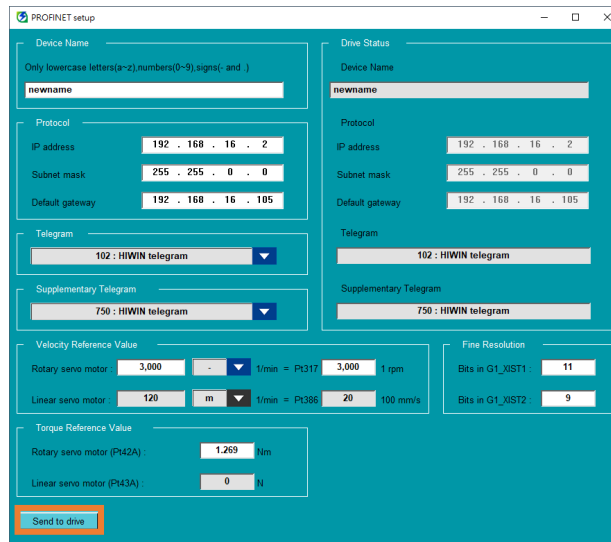 PROFINET setup
Device Name
Only lowercase letters(a~z),numbers(0~9),signs(- and .)
newname
Protocol
IP address 192 . 168 . 16 . 2
Subnet mask 255 . 255 . 0 . 0
Default gateway 192 . 168 . 16 . 105
Telegram
102 : HIWIN telegram
Supplementary Telegram
750 : HIWIN telegram
Drive Status
Device Name
newname
Protocol
IP address 192 . 168 . 16 . 2
Subnet mask 255 . 255 . 0 . 0
Default gateway 192 . 168 . 16 . 105
Telegram
102 : HIWIN telegram
Supplementary Telegram
750 : HIWIN telegram
Velocity Reference Value
Rotary servo motor : 3,000 - 1/min = Pt317 3,000 1 rpm
Linear servo motor : 120 m 1/min = Pt386 20 100 mm/s
Fine Resolution
Bits in G1_XIST1 : 11
Bits in G1_XIST2 : 9
Torque Reference Value
Rotary servo motor (Pt42A) : 1.269 Nm
Linear servo motor (Pt43A) : 0 N
Send to drive